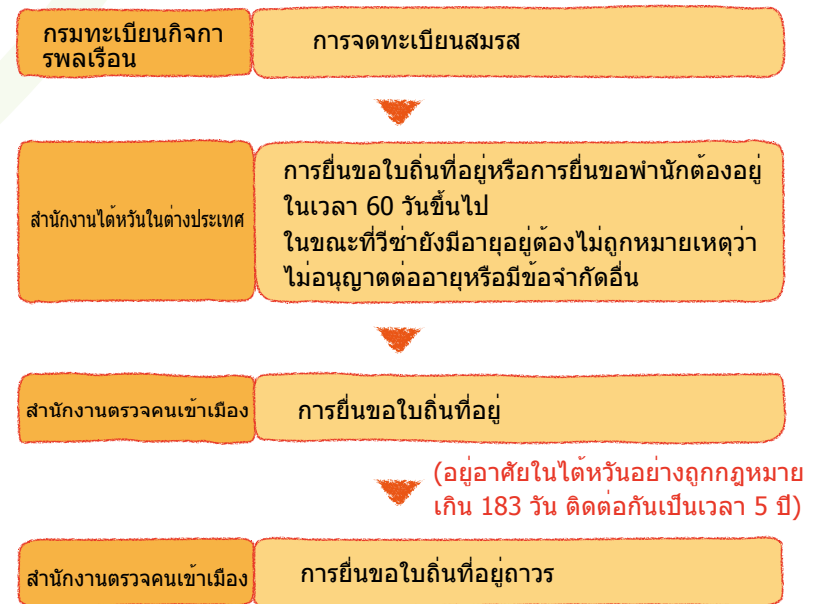 กรมทะเบียนกิจกา
รพลเรือน
การจดทะเบียนสมรส
สำนักงานไต้หวันในต่างประเทศ
การยื่นขอใบถิ่นที่อยู่หรือการยื่นขอพำนักต้องอยู่
ในเวลา 60 วันขึ้นไป
ในขณะที่วีซ่ายังมีอายุอยู่ต้องไม่ถูกหมายเหตุว่า
ไม่อนุญาตต่ออายุหรือมีข้อจำกัดอื่น
สำนักงานตรวจคนเข้าเมือง
การยื่นขอใบถิ่นที่อยู่
(อยู่อาศัยในไต้หวันอย่างถูกกฎหมาย
เกิน 183 วัน ติดต่อกันเป็นเวลา 5 ปี)
สำนักงานตรวจคนเข้าเมือง
การยื่นขอใบถิ่นที่อยู่ถาวร